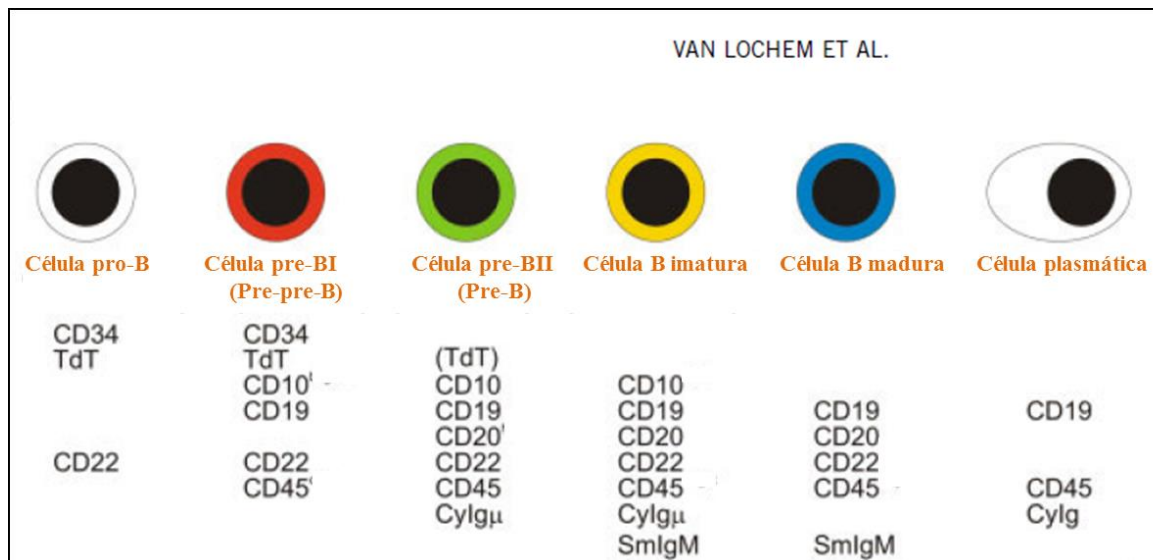 VAN LOCHEM ET AL.
Célula pro-B Célula pre-BI Célula pre-BII Célula B imatura Célula B madura Célula plasmática
(Pre-pre-B) (Pre-B)
CD34 CD34
TdT TdT (TdT)
CD10 CD10 CD10
CD19 CD19 CD19 CD19 CD19
CD20 CD20 CD20
CD22 CD22 CD22 CD22 CD22
CD45 CD45 CD45 CD45 CD45
CyIgμ CyIgμ CyIg
SmIgM SmIgM